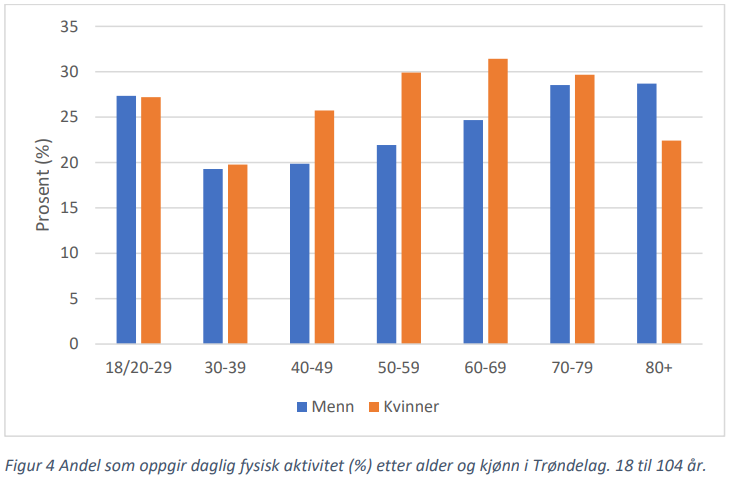 35
30
25
20
15
10
5
0
Prosent (%)
18/20-29 30-39 40-49 50-59 60-69 70-79 80+
Menn Kvinner
Figur 4 Andel som oppgir daglig fysisk aktivitet (%) etter alder og kjønn i Trøndelag. 18 til 104 år.